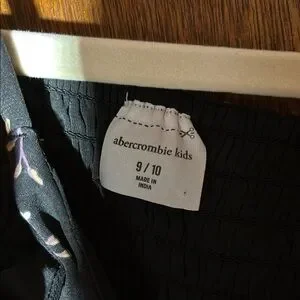 abercrombie kids
9 / 10
MADE IN
INDIA